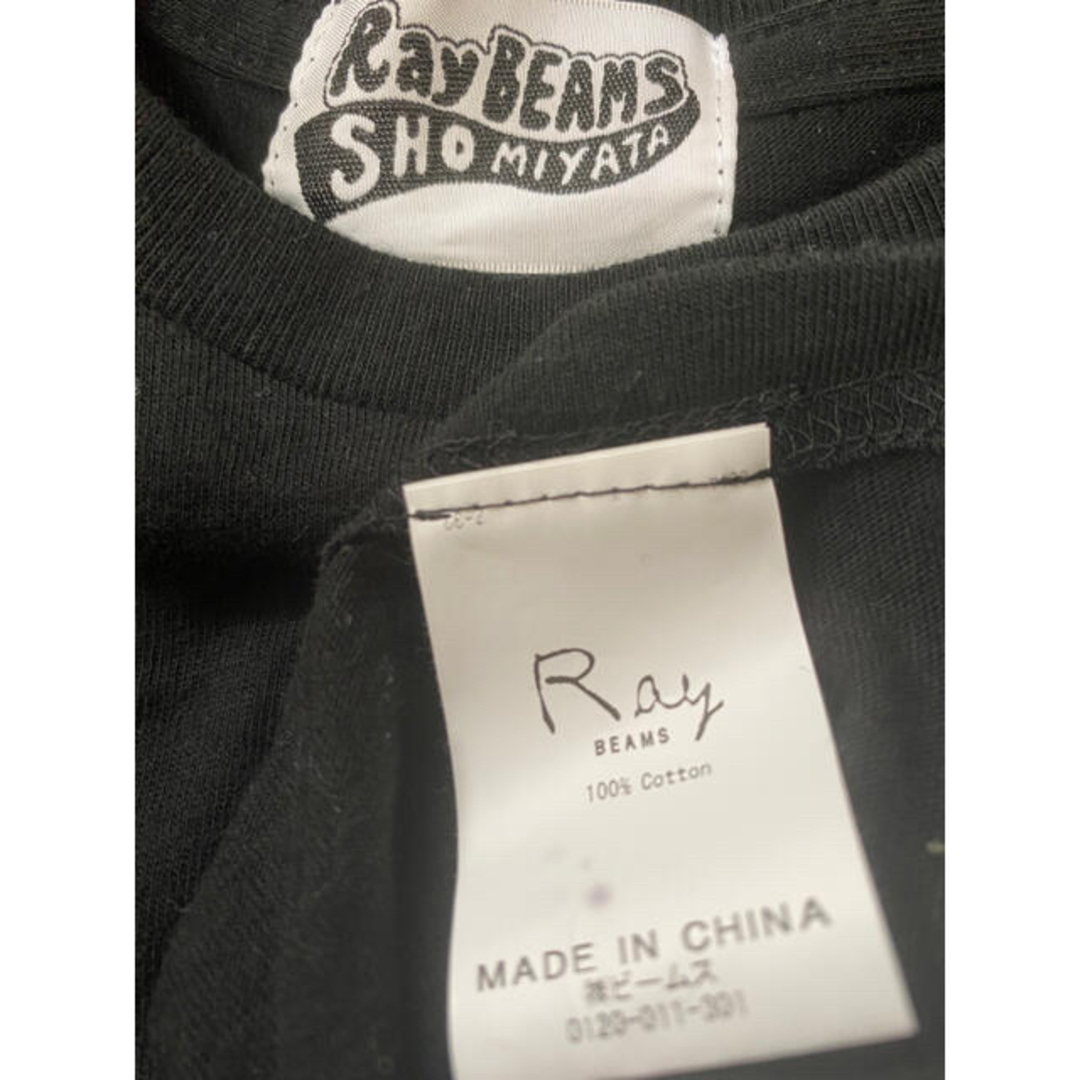 Ray BEAMS
SHO MIYATA
Ray
BEAMS
100% Cotton
MADE IN CHINA
㈱ビームス
0120-011-301